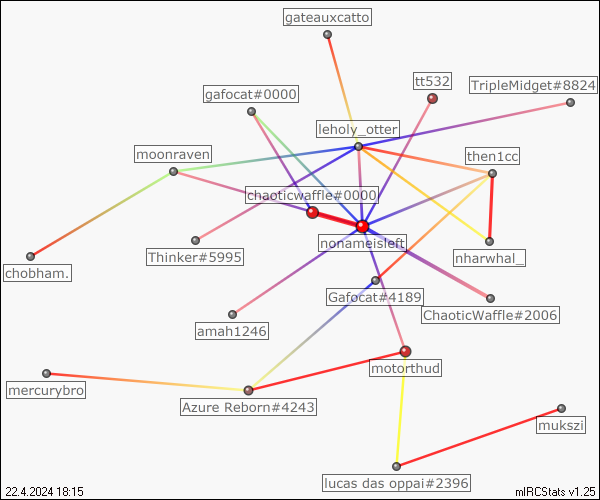 gateauxcatto
tt532
TripleMidget#8824
gafocat#0000
leholy_otter
moonraven
then1cc
chaoticwaffle#0000
nonameisleft
Thinker#5995
nharwhal_
chobham.
Gafocat#4189
ChaoticWaffle#2006
amah1246
motorthud
mercurybro
Azure Reborn#4243
mukszi
lucas das oppai#2396
22.4.2024 18:15
mIRCStats v1.25